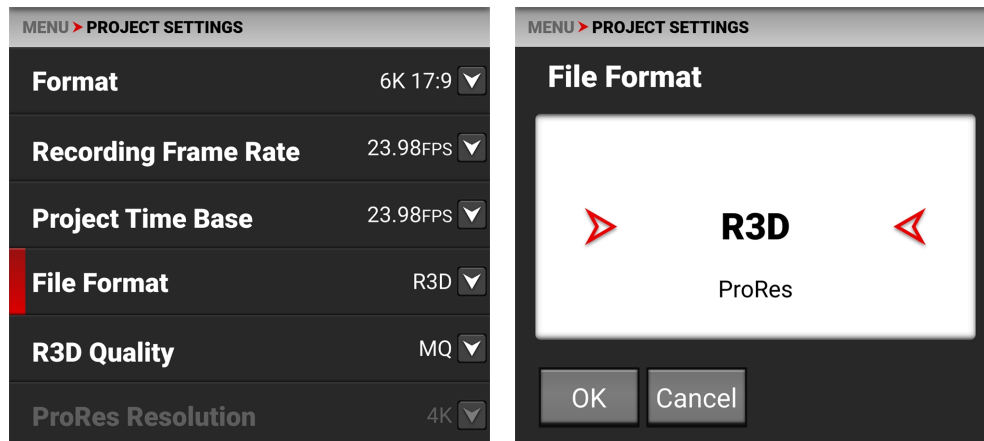 MENU PROJECT SETTINGS
Format 6K 17:9
Recording Frame Rate 23.98FPS
Project Time Base 23.98FPS
File Format R3D
R3D Quality MQ
ProRes Resolution 4K
MENU PROJECT SETTINGS
File Format
R3D
ProRes
OK Cancel